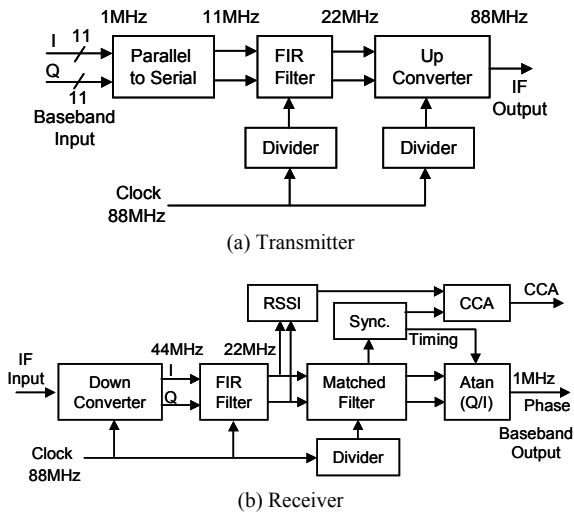 1MHz 11MHz 22MHz 88MHz
I 11
Q 11
Baseband
Input
Parallel
to Serial
FIR
Filter
Up
Converter
IF
Output
Divider
Divider
Clock
88MHz
(a) Transmitter
RSSI
CCA
CCA
Sync.
Timing
IF
Input
44MHz
22MHz
I
Q
Down
Converter
FIR
Filter
Matched
Filter
Atan
(Q/I)
1MHz
Phase
Baseband
Output
Clock
88MHz
Divider
(b) Receiver